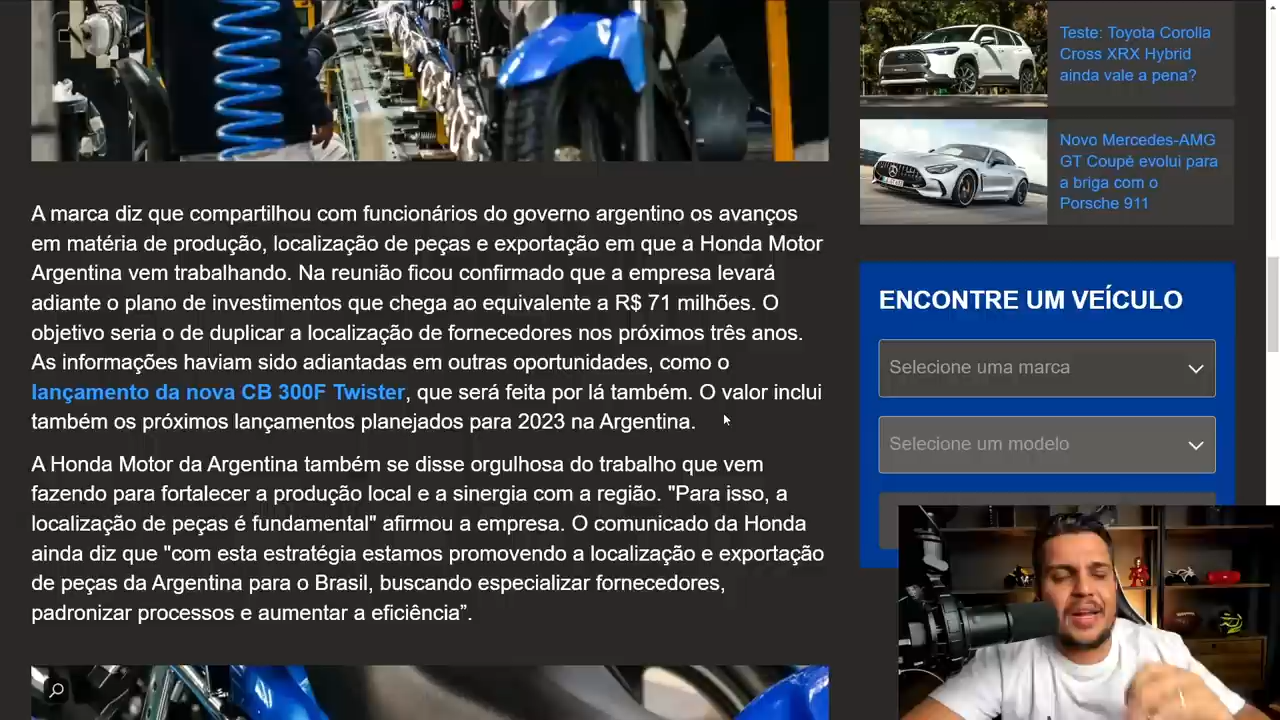 A marca diz que compartilhou com funcionários do governo argentino os avanços
em matéria de produção, localização de peças e exportação em que a Honda Motor
Argentina vem trabalhando. Na reunião ficou confirmado que a empresa levará
adiante o plano de investimentos que chega ao equivalente a R$ 71 milhões. O
objetivo seria o de duplicar a localização de fornecedores nos próximos três anos.
As informações haviam sido adiantadas em outras oportunidades, como o
lançamento da nova CB 300F Twister, que será feita por lá também. O valor inclui
também os próximos lançamentos planejados para 2023 na Argentina.
A Honda Motor da Argentina também se disse orgulhosa do trabalho que vem
fazendo para fortalecer a produção local e a sinergia com a região. "Para isso, a
localização de peças é fundamental" afirmou a empresa. O comunicado da Honda
ainda diz que "com esta estratégia estamos promovendo a localização e exportação
de peças da Argentina para o Brasil, buscando especializar fornecedores,
padronizar processos e aumentar a eficiência”.
Teste: Toyota Corolla
Cross XRX Hybrid
ainda vale a pena?
Novo Mercedes-AMG
GT Coupé evolui para
a briga com o
Porsche 911
ENCONTRE UM VEÍCULO
Selecione uma marca
Selecione um modelo